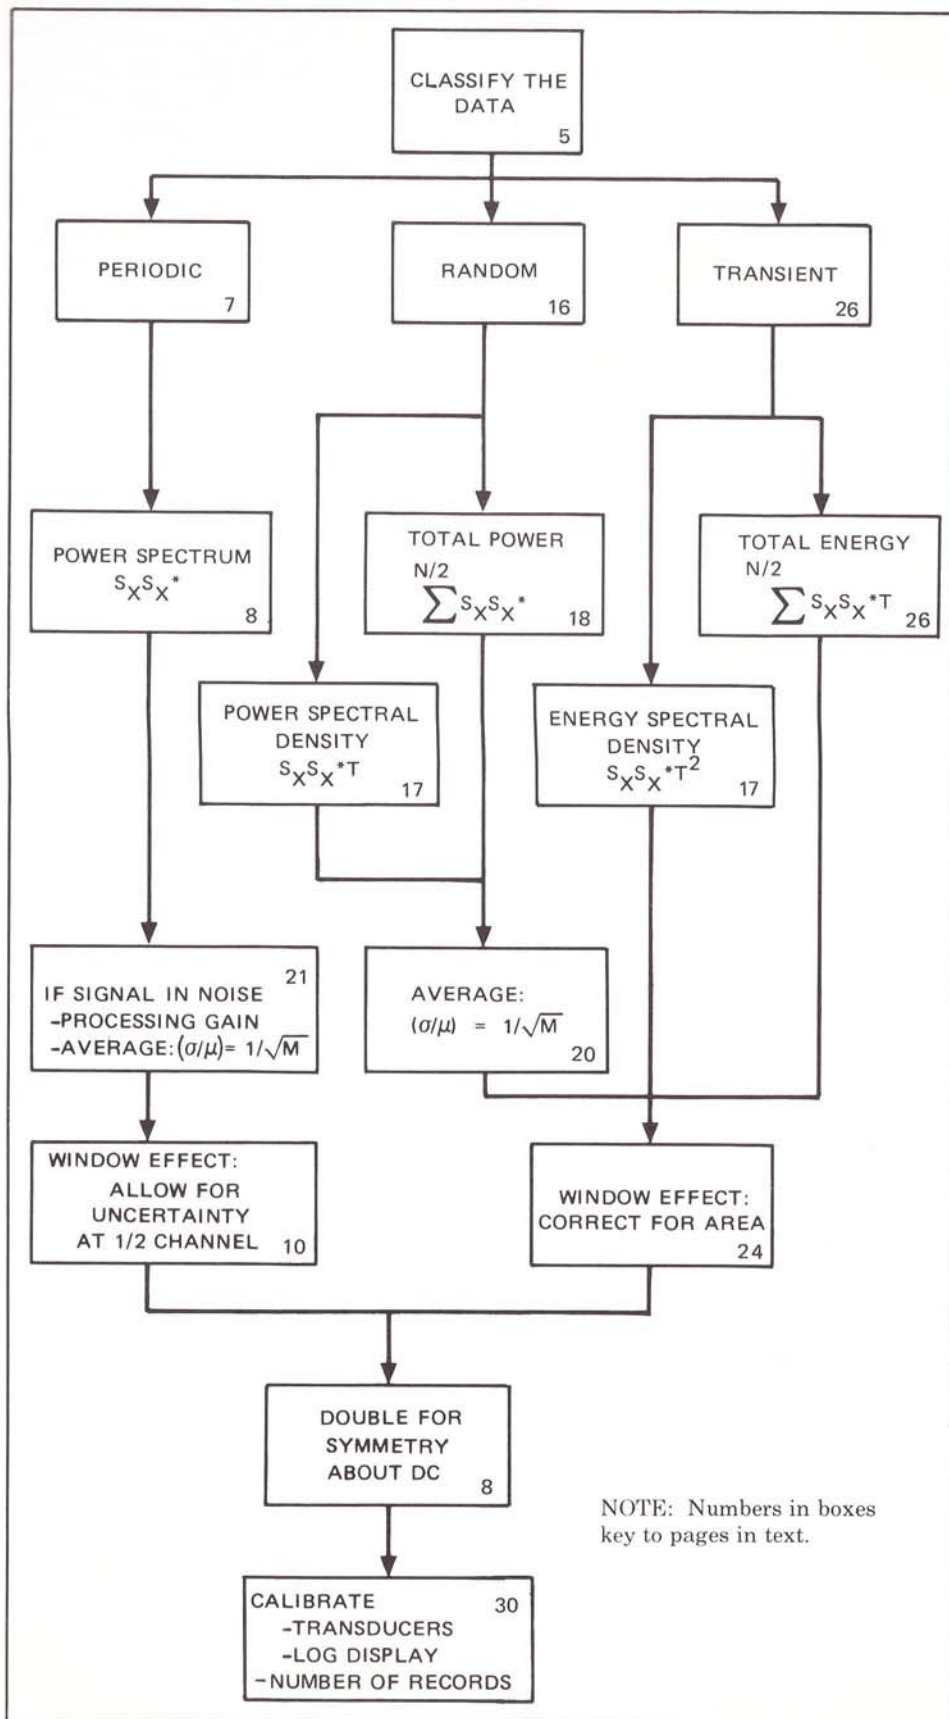 CLASSIFY THE
DATA
5
PERIODIC
7
RANDOM
16
TRANSIENT
26
POWER SPECTRUM
SxSx*
8
TOTAL POWER
N/2
∑ SxSx*
18
TOTAL ENERGY
N/2
∑ SxSx*T
26
POWER SPECTRAL
DENSITY
SxSx*T
17
ENERGY SPECTRAL
DENSITY
SxSx*T²
17
21
IF SIGNAL IN NOISE
-PROCESSING GAIN
-AVERAGE: (σ/μ) = 1/√M
AVERAGE:
(σ/μ) = 1/√M
20
WINDOW EFFECT:
ALLOW FOR
UNCERTAINTY
AT 1/2 CHANNEL
10
WINDOW EFFECT:
CORRECT FOR AREA
24
DOUBLE FOR
SYMMETRY
ABOUT DC
8
NOTE: Numbers in boxes
key to pages in text.
CALIBRATE 30
-TRANSDUCERS
-LOG DISPLAY
-NUMBER OF RECORDS